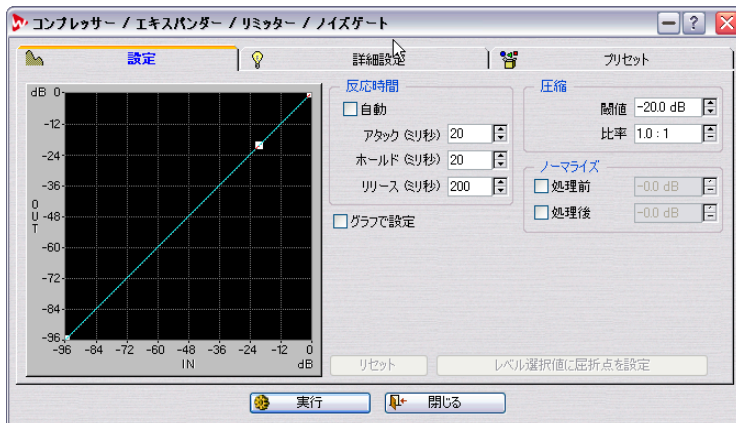 コンプレッサー / エキスパンダー / リミッター / ノイズゲート
設定
詳細設定
プリセット
dB 0
-12
-24
-36
-48
-60
-72
-84
-96
OUT
-96 -84 -72 -60 -48 -36 -24 -12 0
IN
dB
反応時間
自動
アタック (ミリ秒) 20
ホールド (ミリ秒) 20
リリース (ミリ秒) 200
グラフで設定
圧縮
閾値 -20.0 dB
比率 1.0 : 1
ノーマライズ
処理前 -0.0 dB
処理後 -0.0 dB
リセット
レベル選択値に屈折点を設定
実行
閉じる